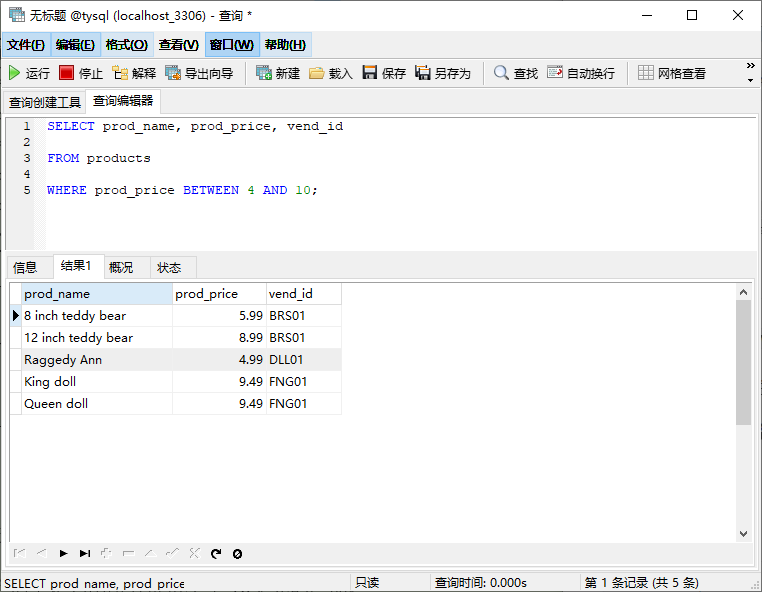 无标题 @tysql (localhost_3306) - 查询 *
文件(F) 编辑(E) 格式(O) 查看(V) 窗口(W) 帮助(H)
运行 停止 解释 导出向导 新建 载入 保存 另存为 查找 自动换行 网格查看 »
查询创建工具 查询编辑器
1 SELECT prod_name, prod_price, vend_id
2
3 FROM products
4
5 WHERE prod_price BETWEEN 4 AND 10;
信息 结果1 概况 状态
prod_name prod_price vend_id
8 inch teddy bear 5.99 BRS01
12 inch teddy bear 8.99 BRS01
Raggedy Ann 4.99 DLL01
King doll 9.49 FNG01
Queen doll 9.49 FNG01
SELECT prod_name, prod_price 只读 查询时间: 0.000s 第 1 条记录 (共 5 条)